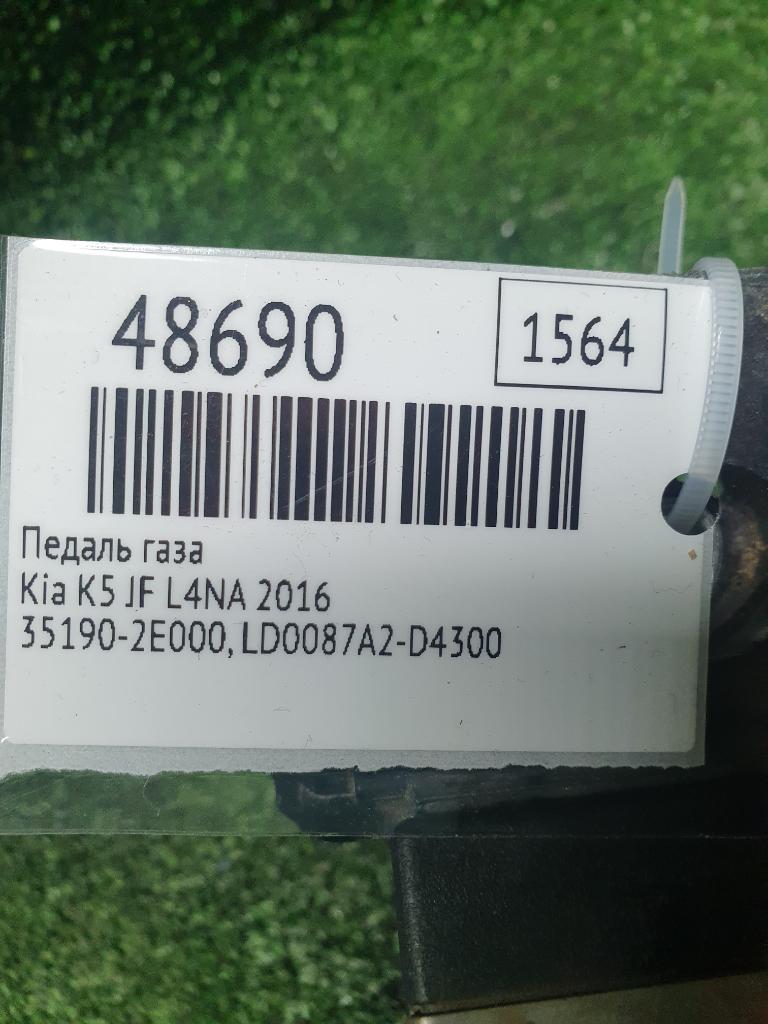 48690
1564
Педаль газа
Kia K5 JF L4NA 2016
35190-2E000, LD0087A2-D4300